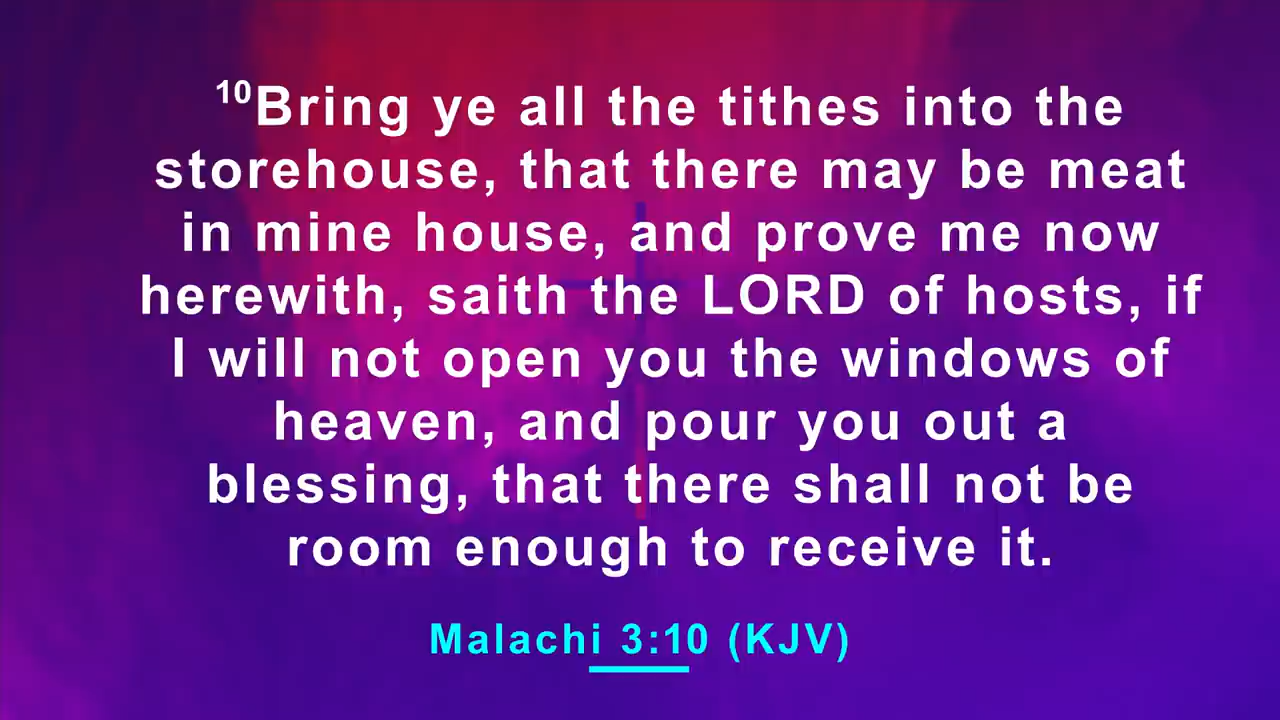 10Bring ye all the tithes into the
storehouse, that there may be meat
in mine house, and prove me now
herewith, saith the LORD of hosts, if
I will not open you the windows of
heaven, and pour you out a
blessing, that there shall not be
room enough to receive it.
Malachi 3:10 (KJV)